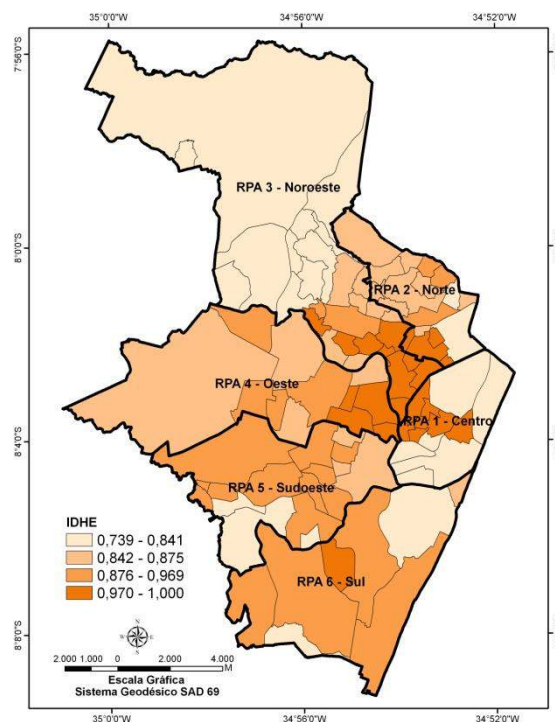 35°0'0"W 34°56'0"W 34°52'0"W
7°56'0"S
8°0'0"S
8°4'0"S
8°8'0"S
RPA 3 - Noroeste
RPA 2 - Norte
RPA 4 - Oeste
RPA 1 - Centro
RPA 5 - Sudoeste
RPA 6 - Sul
IDHE
0,739 - 0,841
0,842 - 0,875
0,876 - 0,969
0,970 - 1,000
N
W E
S
2.000 1.000 0 2.000 4.000
M
Escala Gráfica
Sistema Geodésico SAD 69
35°0'0"W 34°56'0"W 34°52'0"W